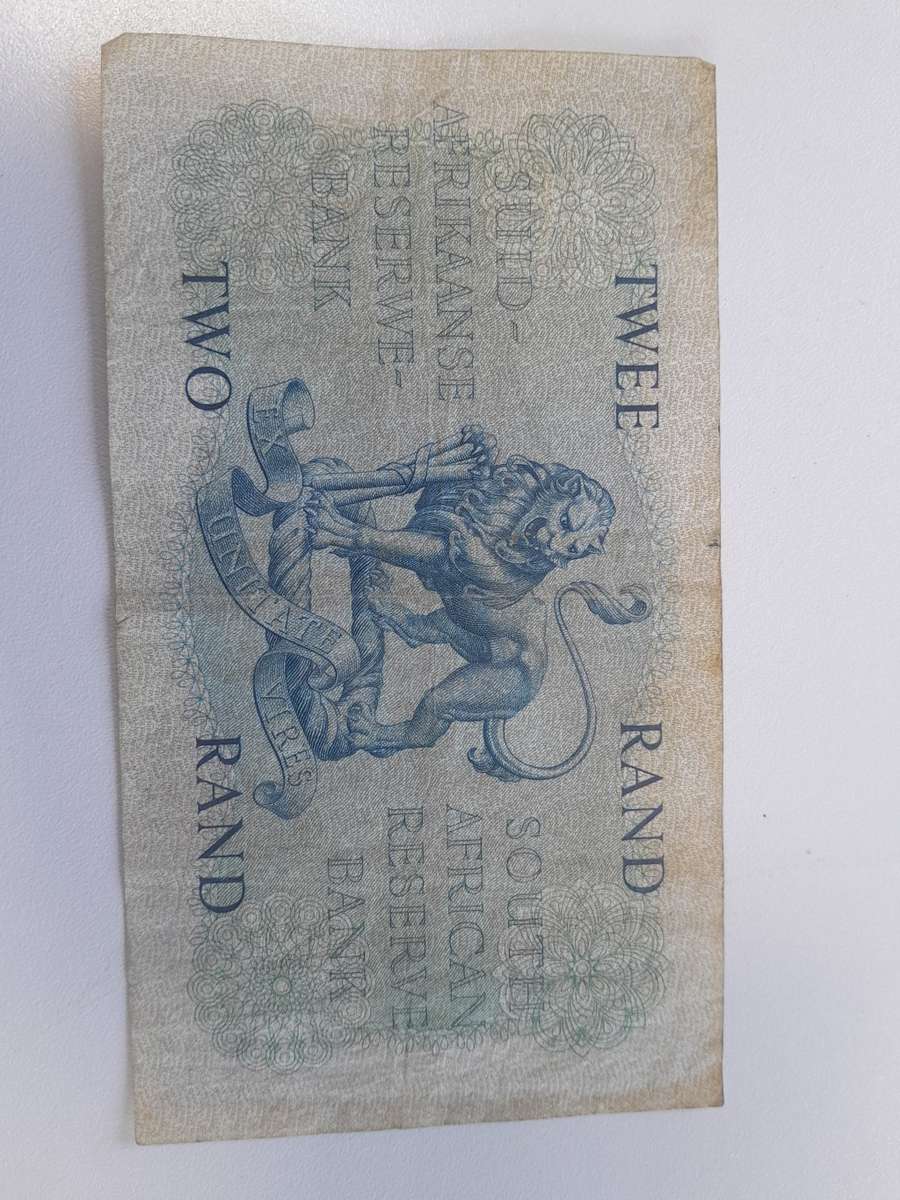 TWEE RAND
SUID-
AFRIKAANSE
RESERWE-
BANK
SOUTH
AFRICAN
RESERVE
BANK
EX UNITATE VIRES
TWO RAND